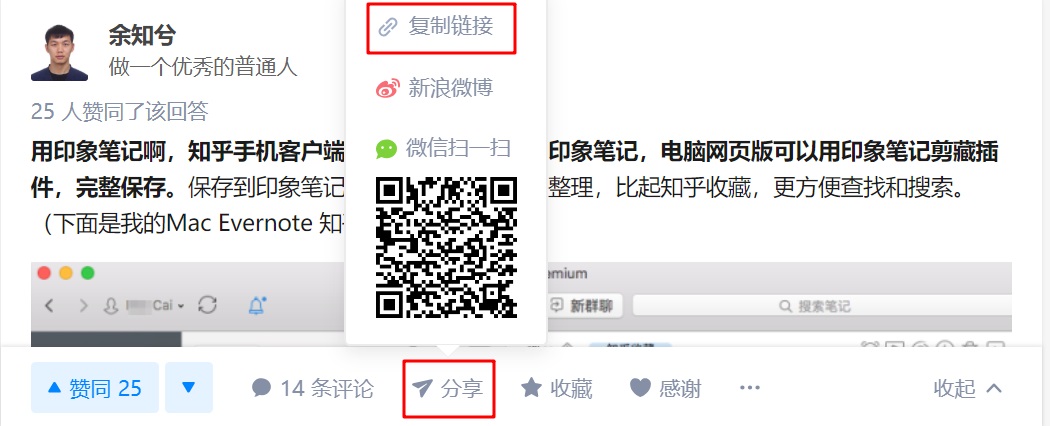 余知兮
做一个优秀的普通人
25 人赞同了该回答
用印象笔记啊，知乎手机客户端
印象笔记，电脑网页版可以用印象笔记剪藏插
件，完整保存。保存到印象笔记
整理，比起知乎收藏，更方便查找和搜索。
（下面是我的Mac Evernote 知
复制链接
新浪微博
微信扫一扫
emium
Cai
新群聊
搜索笔记
赞同 25
14 条评论
分享
收藏
感谢
收起